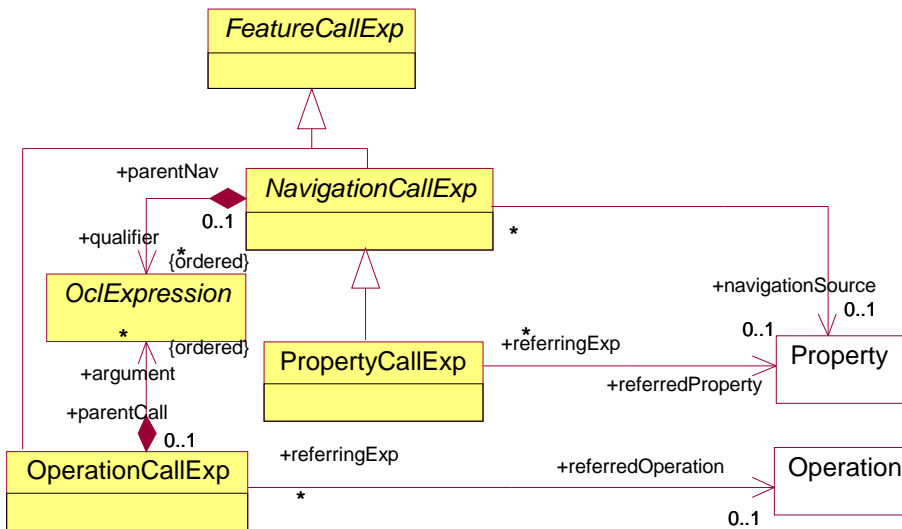 FeatureCallExp
+parentNav
NavigationCallExp
0..1
*
+qualifier
*
{ordered}
OclExpression
+navigationSource
0..1
*
{ordered}
*
0..1
+referringExp
Property
PropertyCallExp
+argument
+referredProperty
+parentCall
0..1
+referringExp
OperationCallExp
+referredOperation
Operation
*
0..1